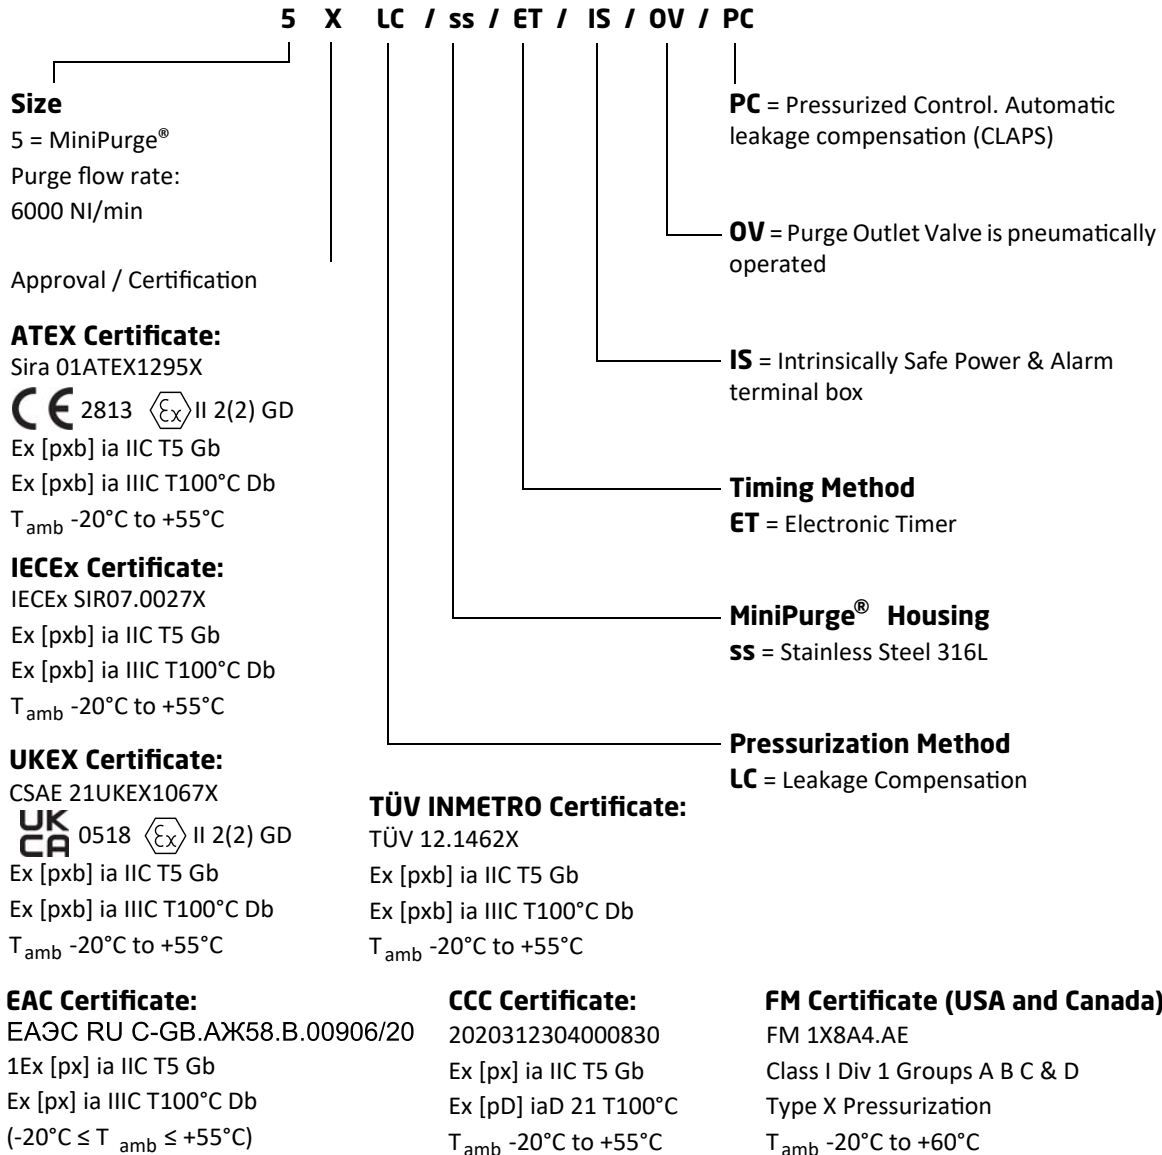 5 X LC / ss / ET / IS / OV / PC
Size
5 = MiniPurge®
Purge flow rate:
6000 NI/min
Approval / Certification
ATEX Certificate:
Sira 01ATEX1295X
CE 2813 Ex II 2(2) GD
Ex [pxb] ia IIC T5 Gb
Ex [pxb] ia IIIC T100°C Db
T amb -20°C to +55°C
IECEx Certificate:
IECEx SIR07.0027X
Ex [pxb] ia IIC T5 Gb
Ex [pxb] ia IIIC T100°C Db
T amb -20°C to +55°C
UKEX Certificate:
CSAE 21UKEX1067X
UK CA 0518 Ex II 2(2) GD
Ex [pxb] ia IIC T5 Gb
Ex [pxb] ia IIIC T100°C Db
T amb -20°C to +55°C
PC = Pressurized Control. Automatic
leakage compensation (CLAPS)
OV = Purge Outlet Valve is pneumatically
operated
IS = Intrinsically Safe Power & Alarm
terminal box
Timing Method
ET = Electronic Timer
MiniPurge® Housing
ss = Stainless Steel 316L
Pressurization Method
LC = Leakage Compensation
TÜV INMETRO Certificate:
TÜV 12.1462X
Ex [pxb] ia IIC T5 Gb
Ex [pxb] ia IIIC T100°C Db
T amb -20°C to +55°C
EAC Certificate:
ЕАЭС RU C-GB.АЖ58.B.00906/20
1Ex [px] ia IIC T5 Gb
Ex [px] ia IIIC T100°C Db
(-20°C ≤ T amb ≤ +55°C)
CCC Certificate:
2020312304000830
Ex [px] ia IIC T5 Gb
Ex [pD] iaD 21 T100°C
T amb -20°C to +55°C
FM Certificate (USA and Canada)
FM 1X8A4.AE
Class I Div 1 Groups A B C & D
Type X Pressurization
T amb -20°C to +60°C